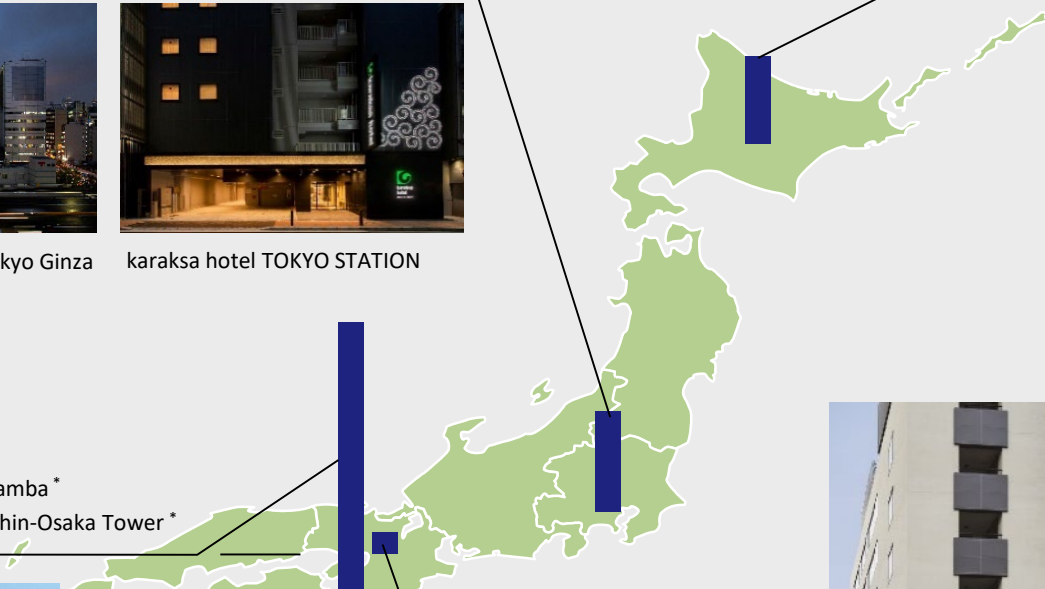 kyo Ginza
karaksa hotel TOKYO STATION
amba *
hin-Osaka Tower *